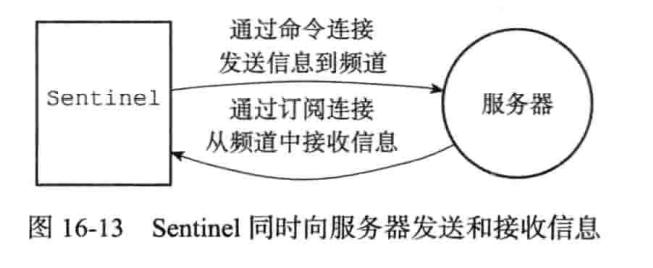 通过命令连接
发送信息到频道
Sentinel
通过订阅连接
从频道中接收信息
服务器
图 16-13 Sentinel 同时向服务器发送和接收信息